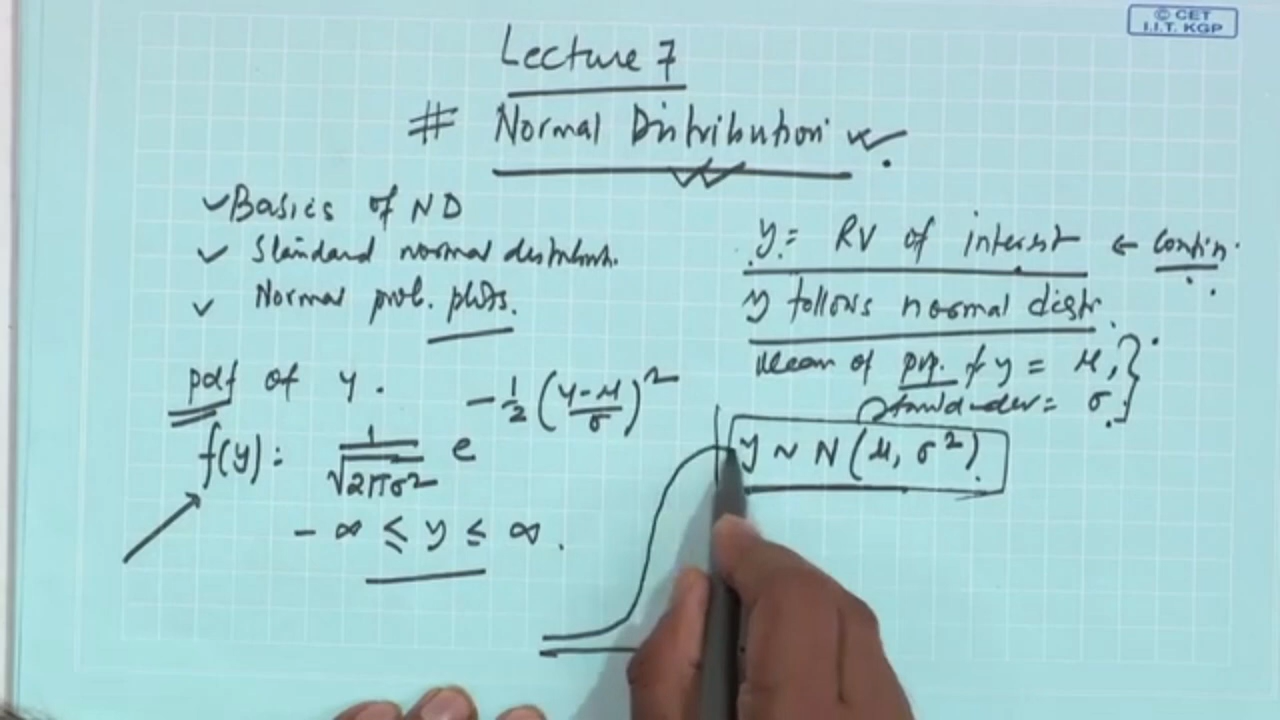 © CET
I.I.T. KGP
Lecture 7
# Normal Distribution
Basics of ND
Standard normal distribut.
Normal prob. plots.
y = RV of interest ← contin.
y follows normal distr.
Mean of pop. of y = μ,
standard dev = σ.
y ~ N(μ, σ²)
pdf of y.
f(y): 1/√2πσ² e -1/2 (y-μ/σ)²
-∞ ≤ y ≤ ∞.